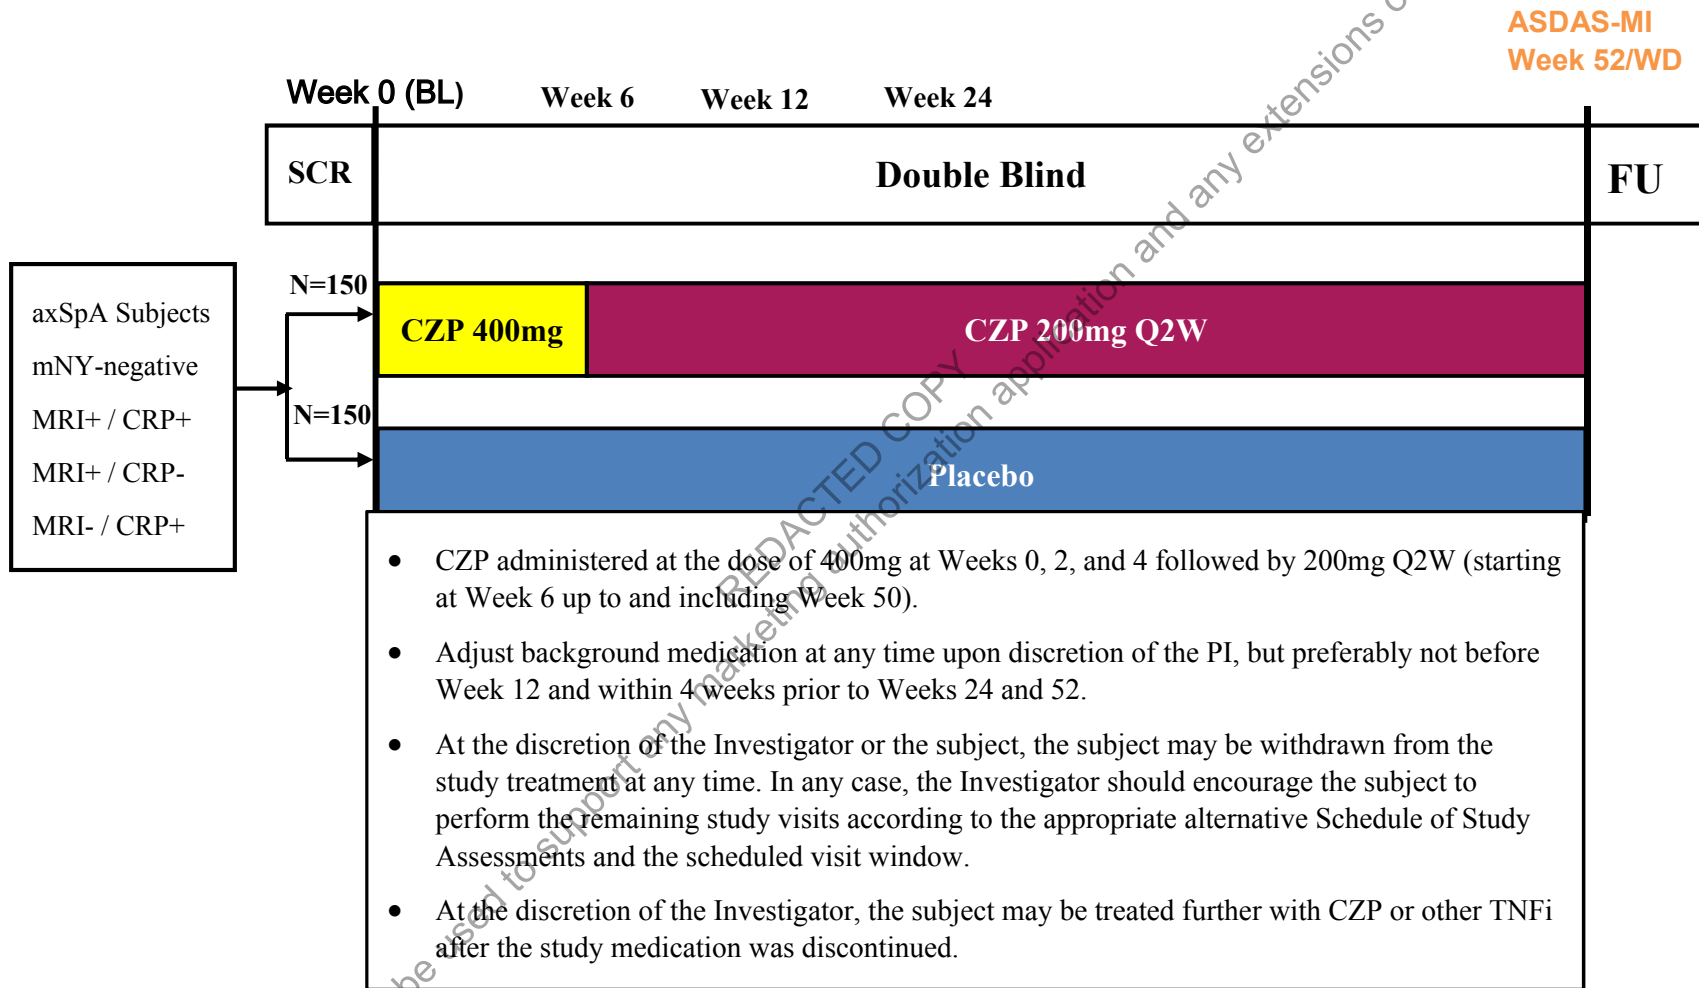 ASDAS-MI
Week 52/WD
Week 0 (BL)
Week 6
Week 12
Week 24
SCR
Double Blind
FU
axSpA Subjects
mNY-negative
MRI+ / CRP+
MRI+ / CRP-
MRI- / CRP+
N=150
CZP 400mg
CZP 200mg Q2W
N=150
Placebo
• CZP administered at the dose of 400mg at Weeks 0, 2, and 4 followed by 200mg Q2W (starting
at Week 6 up to and including Week 50).
• Adjust background medication at any time upon discretion of the PI, but preferably not before
Week 12 and within 4 weeks prior to Weeks 24 and 52.
• At the discretion of the Investigator or the subject, the subject may be withdrawn from the
study treatment at any time. In any case, the Investigator should encourage the subject to
perform the remaining study visits according to the appropriate alternative Schedule of Study
Assessments and the scheduled visit window.
• At the discretion of the Investigator, the subject may be treated further with CZP or other TNFi
after the study medication was discontinued.
REDACTED COPY
be used to support any marketing authorization application and any extensions